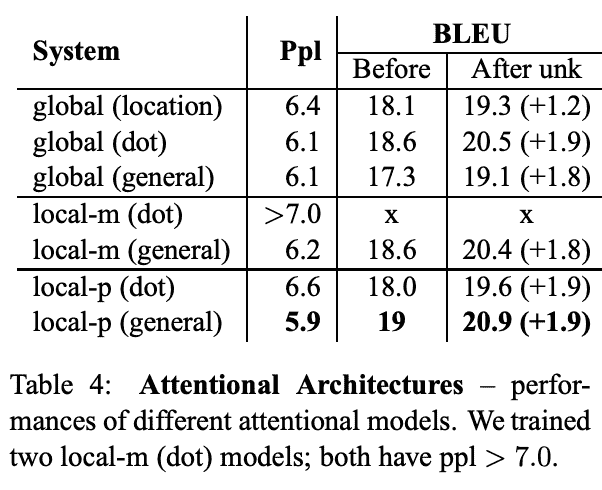 System Ppl BLEU
Before After unk
global (location) 6.4 18.1 19.3 (+1.2)
global (dot) 6.1 18.6 20.5 (+1.9)
global (general) 6.1 17.3 19.1 (+1.8)
local-m (dot) >7.0 x x
local-m (general) 6.2 18.6 20.4 (+1.8)
local-p (dot) 6.6 18.0 19.6 (+1.9)
local-p (general) 5.9 19 20.9 (+1.9)
Table 4: Attentional Architectures – perfor-
mances of different attentional models. We trained
two local-m (dot) models; both have ppl > 7.0.